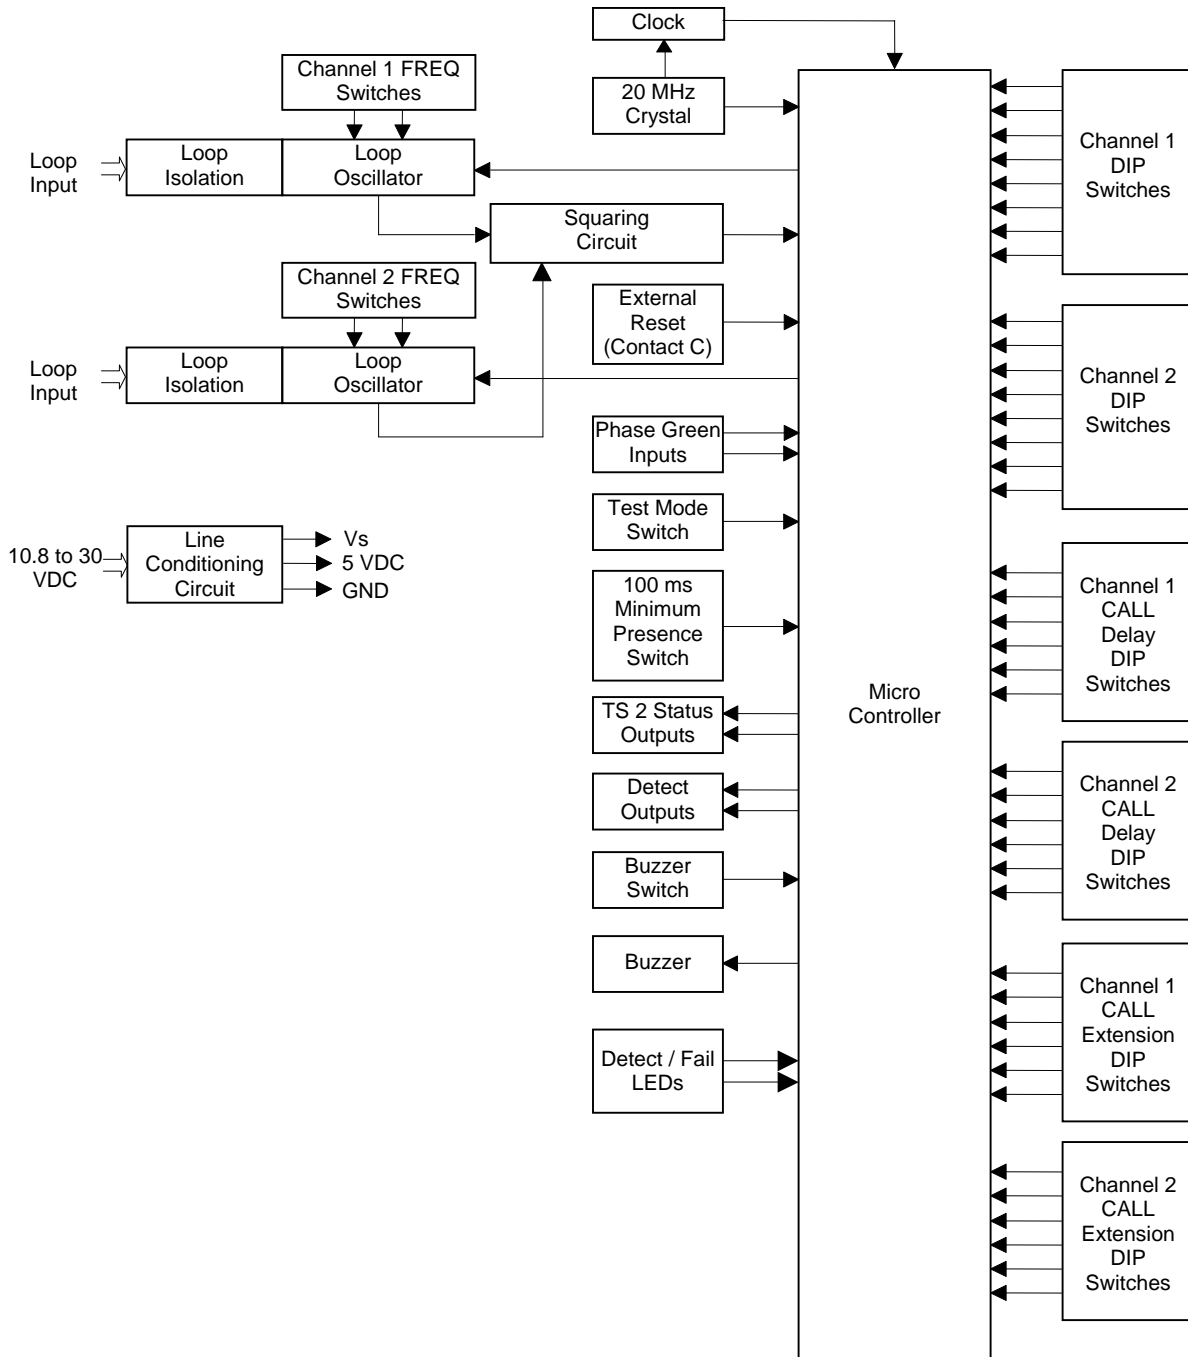 Clock
Channel 1 FREQ
Switches
20 MHz
Crystal
Loop
Input
Loop
Isolation
Loop
Oscillator
Squaring
Circuit
Channel 2 FREQ
Switches
External
Reset
(Contact C)
Loop
Input
Loop
Isolation
Loop
Oscillator
Phase Green
Inputs
Test Mode
Switch
10.8 to 30
VDC
Line
Conditioning
Circuit
Vs
5 VDC
GND
100 ms
Minimum
Presence
Switch
TS 2 Status
Outputs
Detect
Outputs
Buzzer
Switch
Buzzer
Detect / Fail
LEDs
Micro
Controller
Channel 1
DIP
Switches
Channel 2
DIP
Switches
Channel 1
CALL
Delay
DIP
Switches
Channel 2
CALL
Delay
DIP
Switches
Channel 1
CALL
Extension
DIP
Switches
Channel 2
CALL
Extension
DIP
Switches